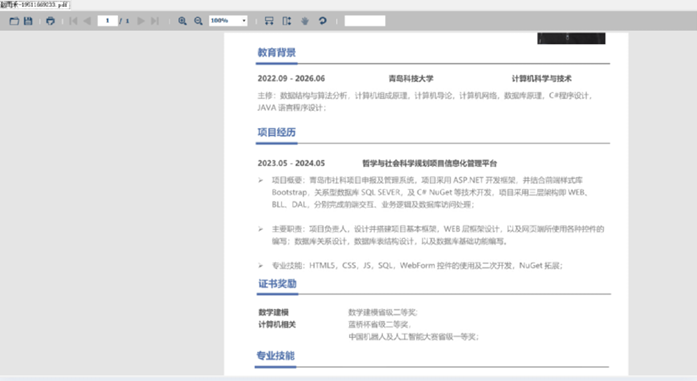 1 / 1
100%
教育背景
2022.09 - 2026.06 青岛科技大学 计算机科学与技术
主修：数据结构与算法分析，计算机组成原理，计算机导论，计算机网络，数据库原理，C#程序设计，
JAVA 语言程序设计；
项目经历
2023.05 - 2024.05 哲学与社会科学规划项目信息化管理平台
➢ 项目概要：青岛市社科项目申报及管理系统，项目采用 ASP.NET 开发框架，并结合前端样式库
Bootstrap、关系型数据库 SQL SEVER，及 C# NuGet 等技术开发，项目采用三层架构即 WEB、
BLL、DAL，分别完成前端交互、业务逻辑及数据库访问处理；
➢ 主要职责：项目负责人，设计并搭建项目基本框架，WEB 层框架设计，以及网页端所使用各种控件的
编写；数据库关系设计，数据库表结构设计，以及数据库基础功能编写。
➢ 专业技能：HTML5，CSS，JS，SQL，WebForm 控件的使用及二次开发，NuGet 拓展；
证书奖励
数学建模 数学建模省级二等奖；
计算机相关 蓝桥杯省级二等奖，
中国机器人及人工智能大赛省级一等奖；
专业技能